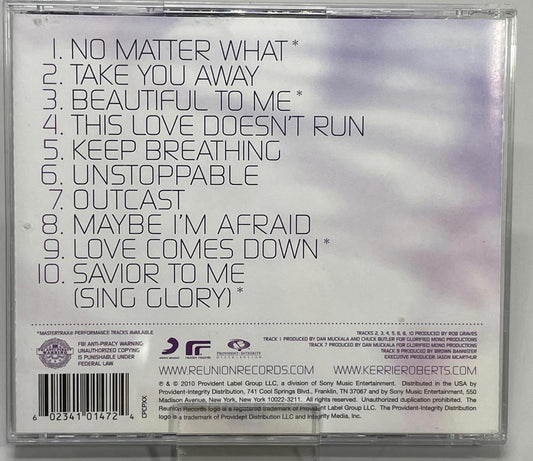 1. NO MATTER WHAT*
2. TAKE YOU AWAY
3. BEAUTIFUL TO ME*
4. THIS LOVE DOESN'T RUN
5. KEEP BREATHING
6. UNSTOPPABLE
7. OUTCAST
8. MAYBE I'M AFRAID
9. LOVE COMES DOWN*
10. SAVIOR TO ME
(SING GLORY)*
*MASTERTRAX® PERFORMANCE TRACKS AVAILABLE
FBI ANTI-PIRACY WARNING
UNAUTHORIZED COPYING
IS PUNISHABLE UNDER
FEDERAL LAW
PROVIDENT-INTEGRITY
DISTRIBUTION
TRACKS 2, 3, 4, 5, 6, 8, 10 PRODUCED BY ROB GRAVES
TRACK 1 PRODUCED BY DAN MUCKALA AND CHUCK BUTLER FOR GLORIFIED MONO PRODUCTIONS
TRACK 7 PRODUCED BY DAN MUCKALA FOR GLORIFIED MONO PRODUCTIONS
TRACK 9 PRODUCED BY BROWN BANNISTER
EXECUTIVE PRODUCER: JASON MCARTHUR
WWW.REUNIONRECORDS.COM
WWW.KERRIEROBERTS.COM
℗ & © 2010 Provident Label Group LLC, a division of Sony Music Entertainment. Distributed in the USA by
Provident-Integrity Distribution, 741 Cool Springs Blvd., Franklin, TN 37067 and by Sony Music Entertainment, 550
Madison Avenue, New York, New York 10022-3211. All rights reserved. Unauthorized duplication prohibited. The
Reunion Records logo is a registered trademark of Provident Label Group LLC. The Provident-Integrity Distribution
logo is a trademark of Provident Distribution LLC and Integrity Media, Inc.
6 02341 01472 4